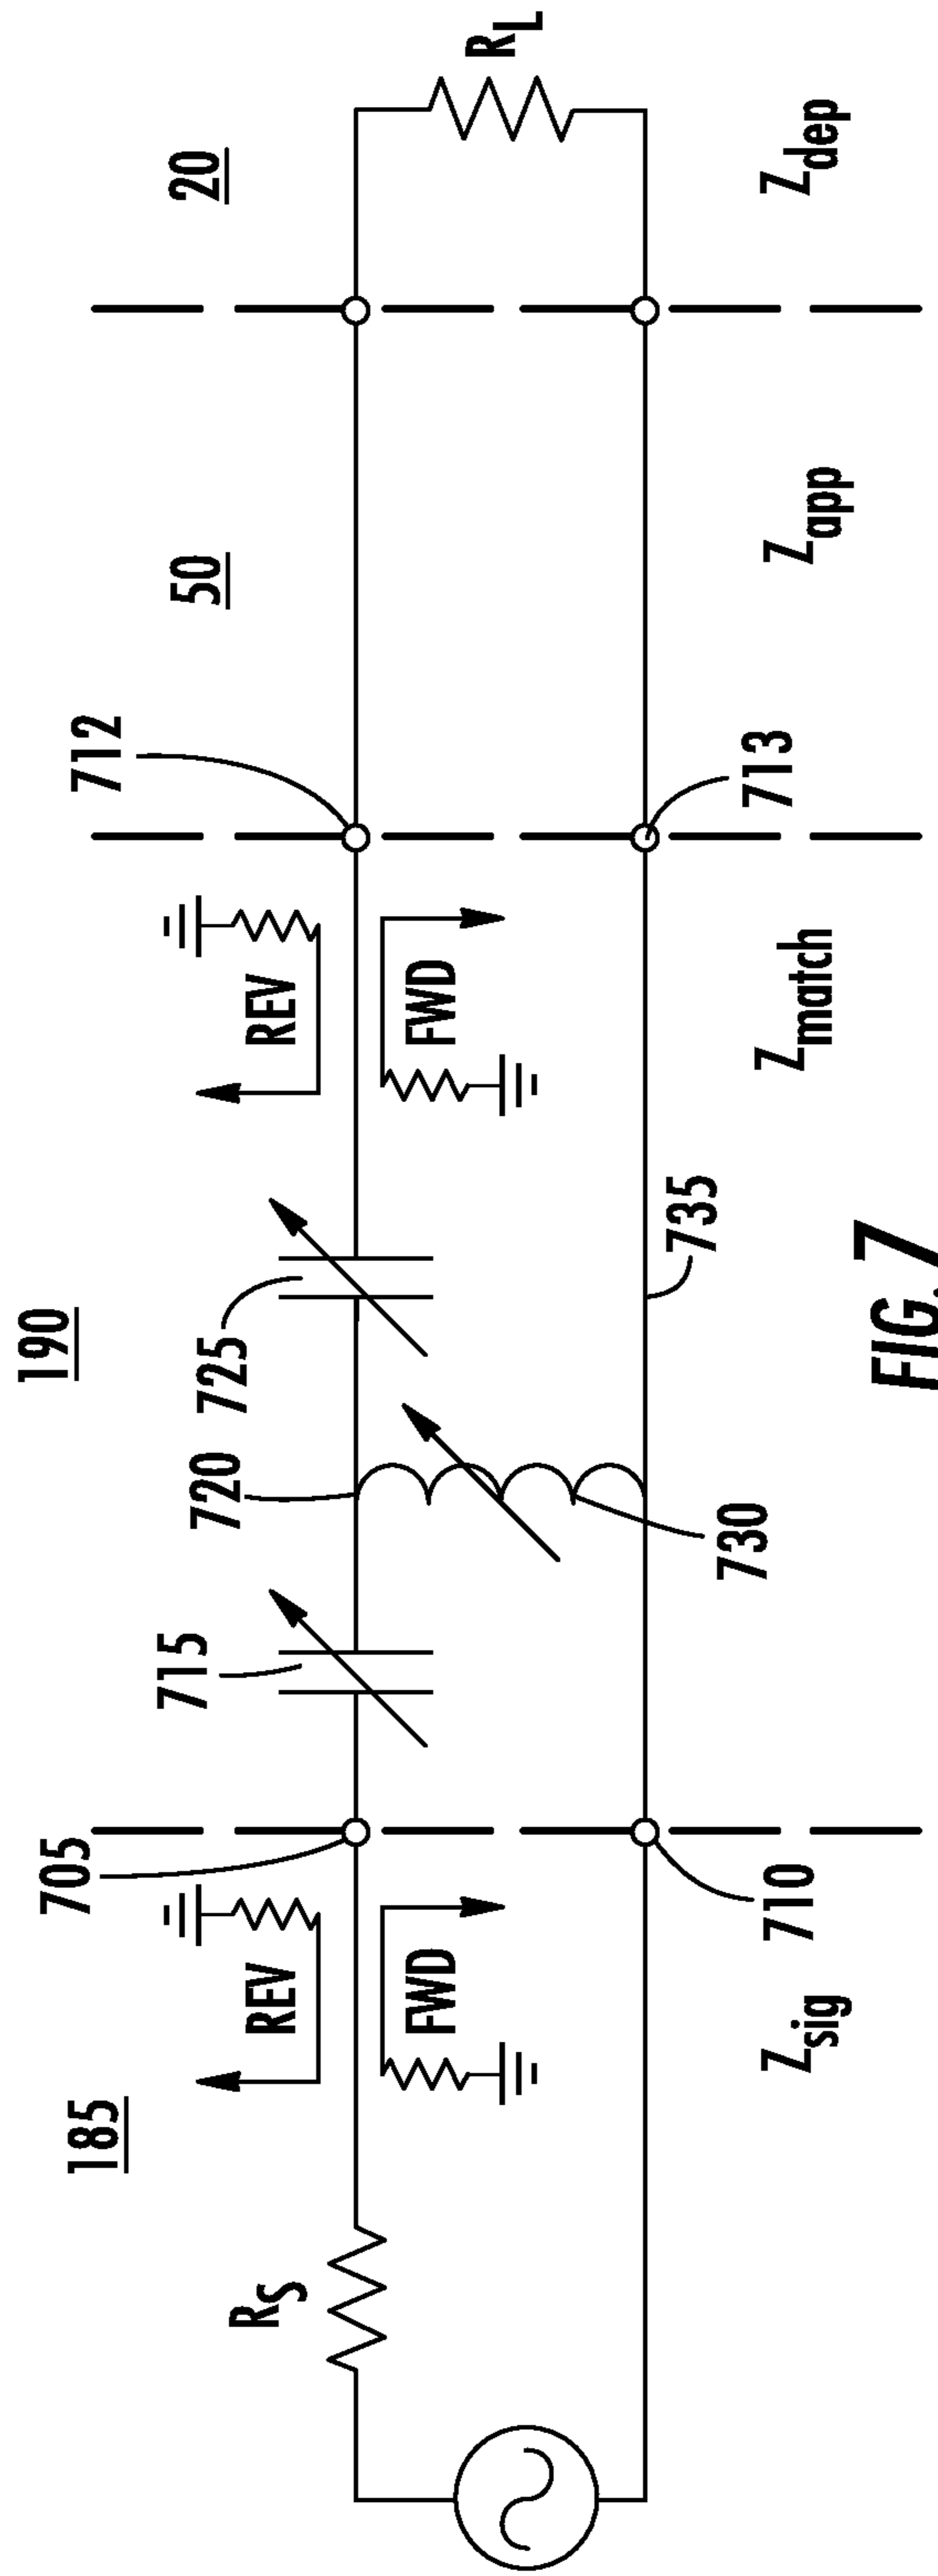 190
185
50
20
705
715
720
725
712
REV
REV
FWD
FWD
R_S
R_L
710
730
735
713
Z_sig
Z_match
Z_app
Z_dep
FIG. 7